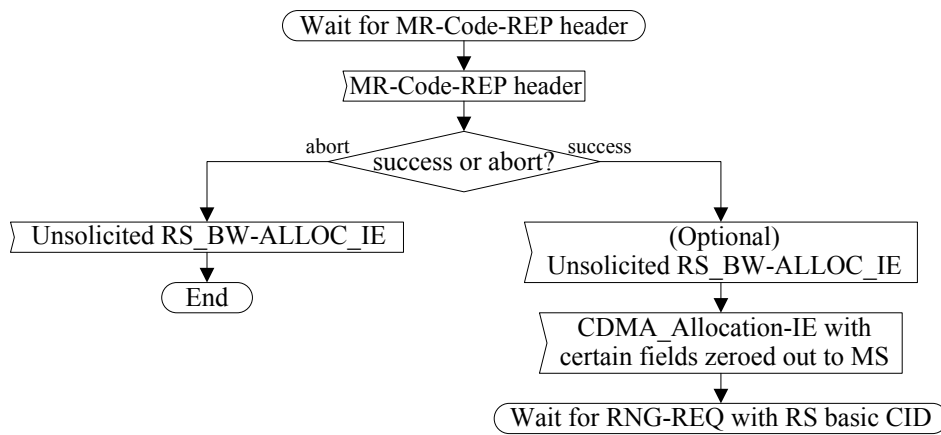 Wait for MR-Code-REP header
MR-Code-REP header
abort
success
success or abort?
Unsolicited RS_BW-ALLOC_IE
End
(Optional)
Unsolicited RS_BW-ALLOC_IE
CDMA_Allocation-IE with
certain fields zeroed out to MS
Wait for RNG-REQ with RS basic CID